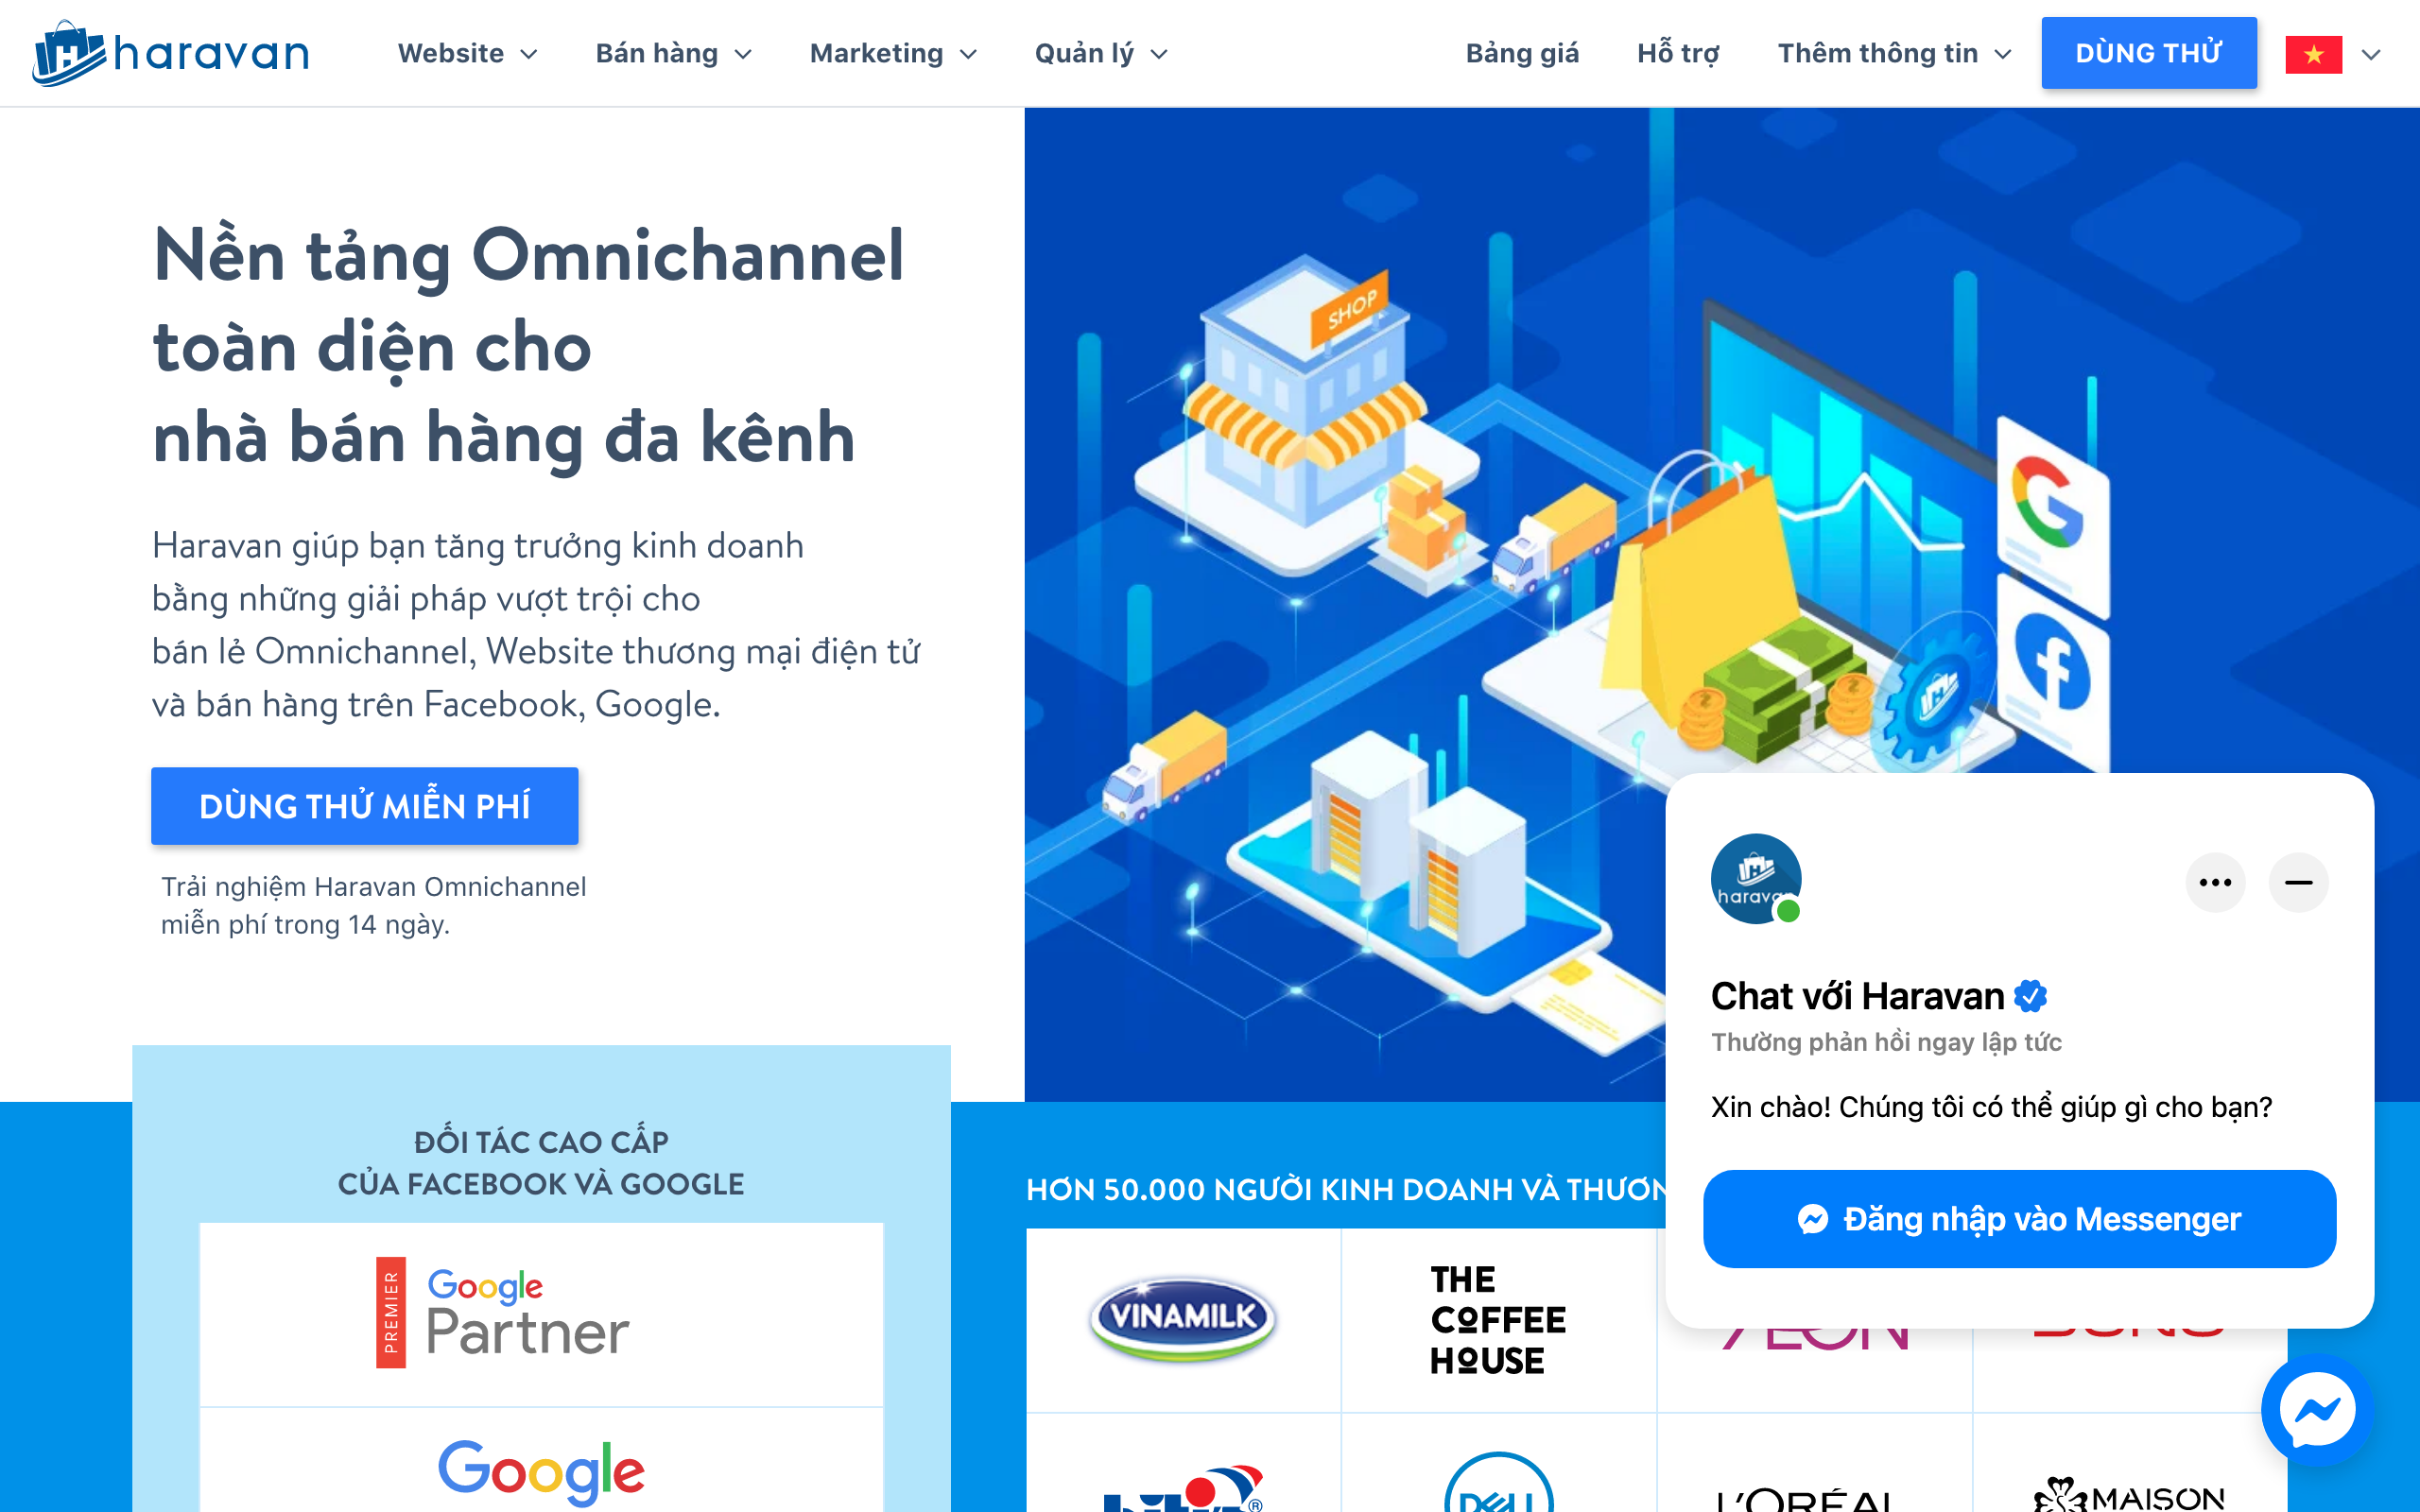 haravan
Website
Bán hàng
Marketing
Quản lý
Bảng giá
Hỗ trợ
Thêm thông tin
DÙNG THỬ
Nền tảng Omnichannel
toàn diện cho
nhà bán hàng đa kênh
Haravan giúp bạn tăng trưởng kinh doanh
bằng những giải pháp vượt trội cho
bán lẻ Omnichannel, Website thương mại điện tử
và bán hàng trên Facebook, Google.
DÙNG THỬ MIỄN PHÍ
Trải nghiệm Haravan Omnichannel
miễn phí trong 14 ngày.
SHOP
Chat với Haravan
Thường phản hồi ngay lập tức
Xin chào! Chúng tôi có thể giúp gì cho bạn?
Đăng nhập vào Messenger
ĐỐI TÁC CAO CẤP
CỦA FACEBOOK VÀ GOOGLE
PREMIER
Google
Partner
Google
HƠN 50.000 NGƯỜI KINH DOANH VÀ
VINAMILK
THE
COFFEE
HOUSE
DELL
L'ORÉAL
MAISON